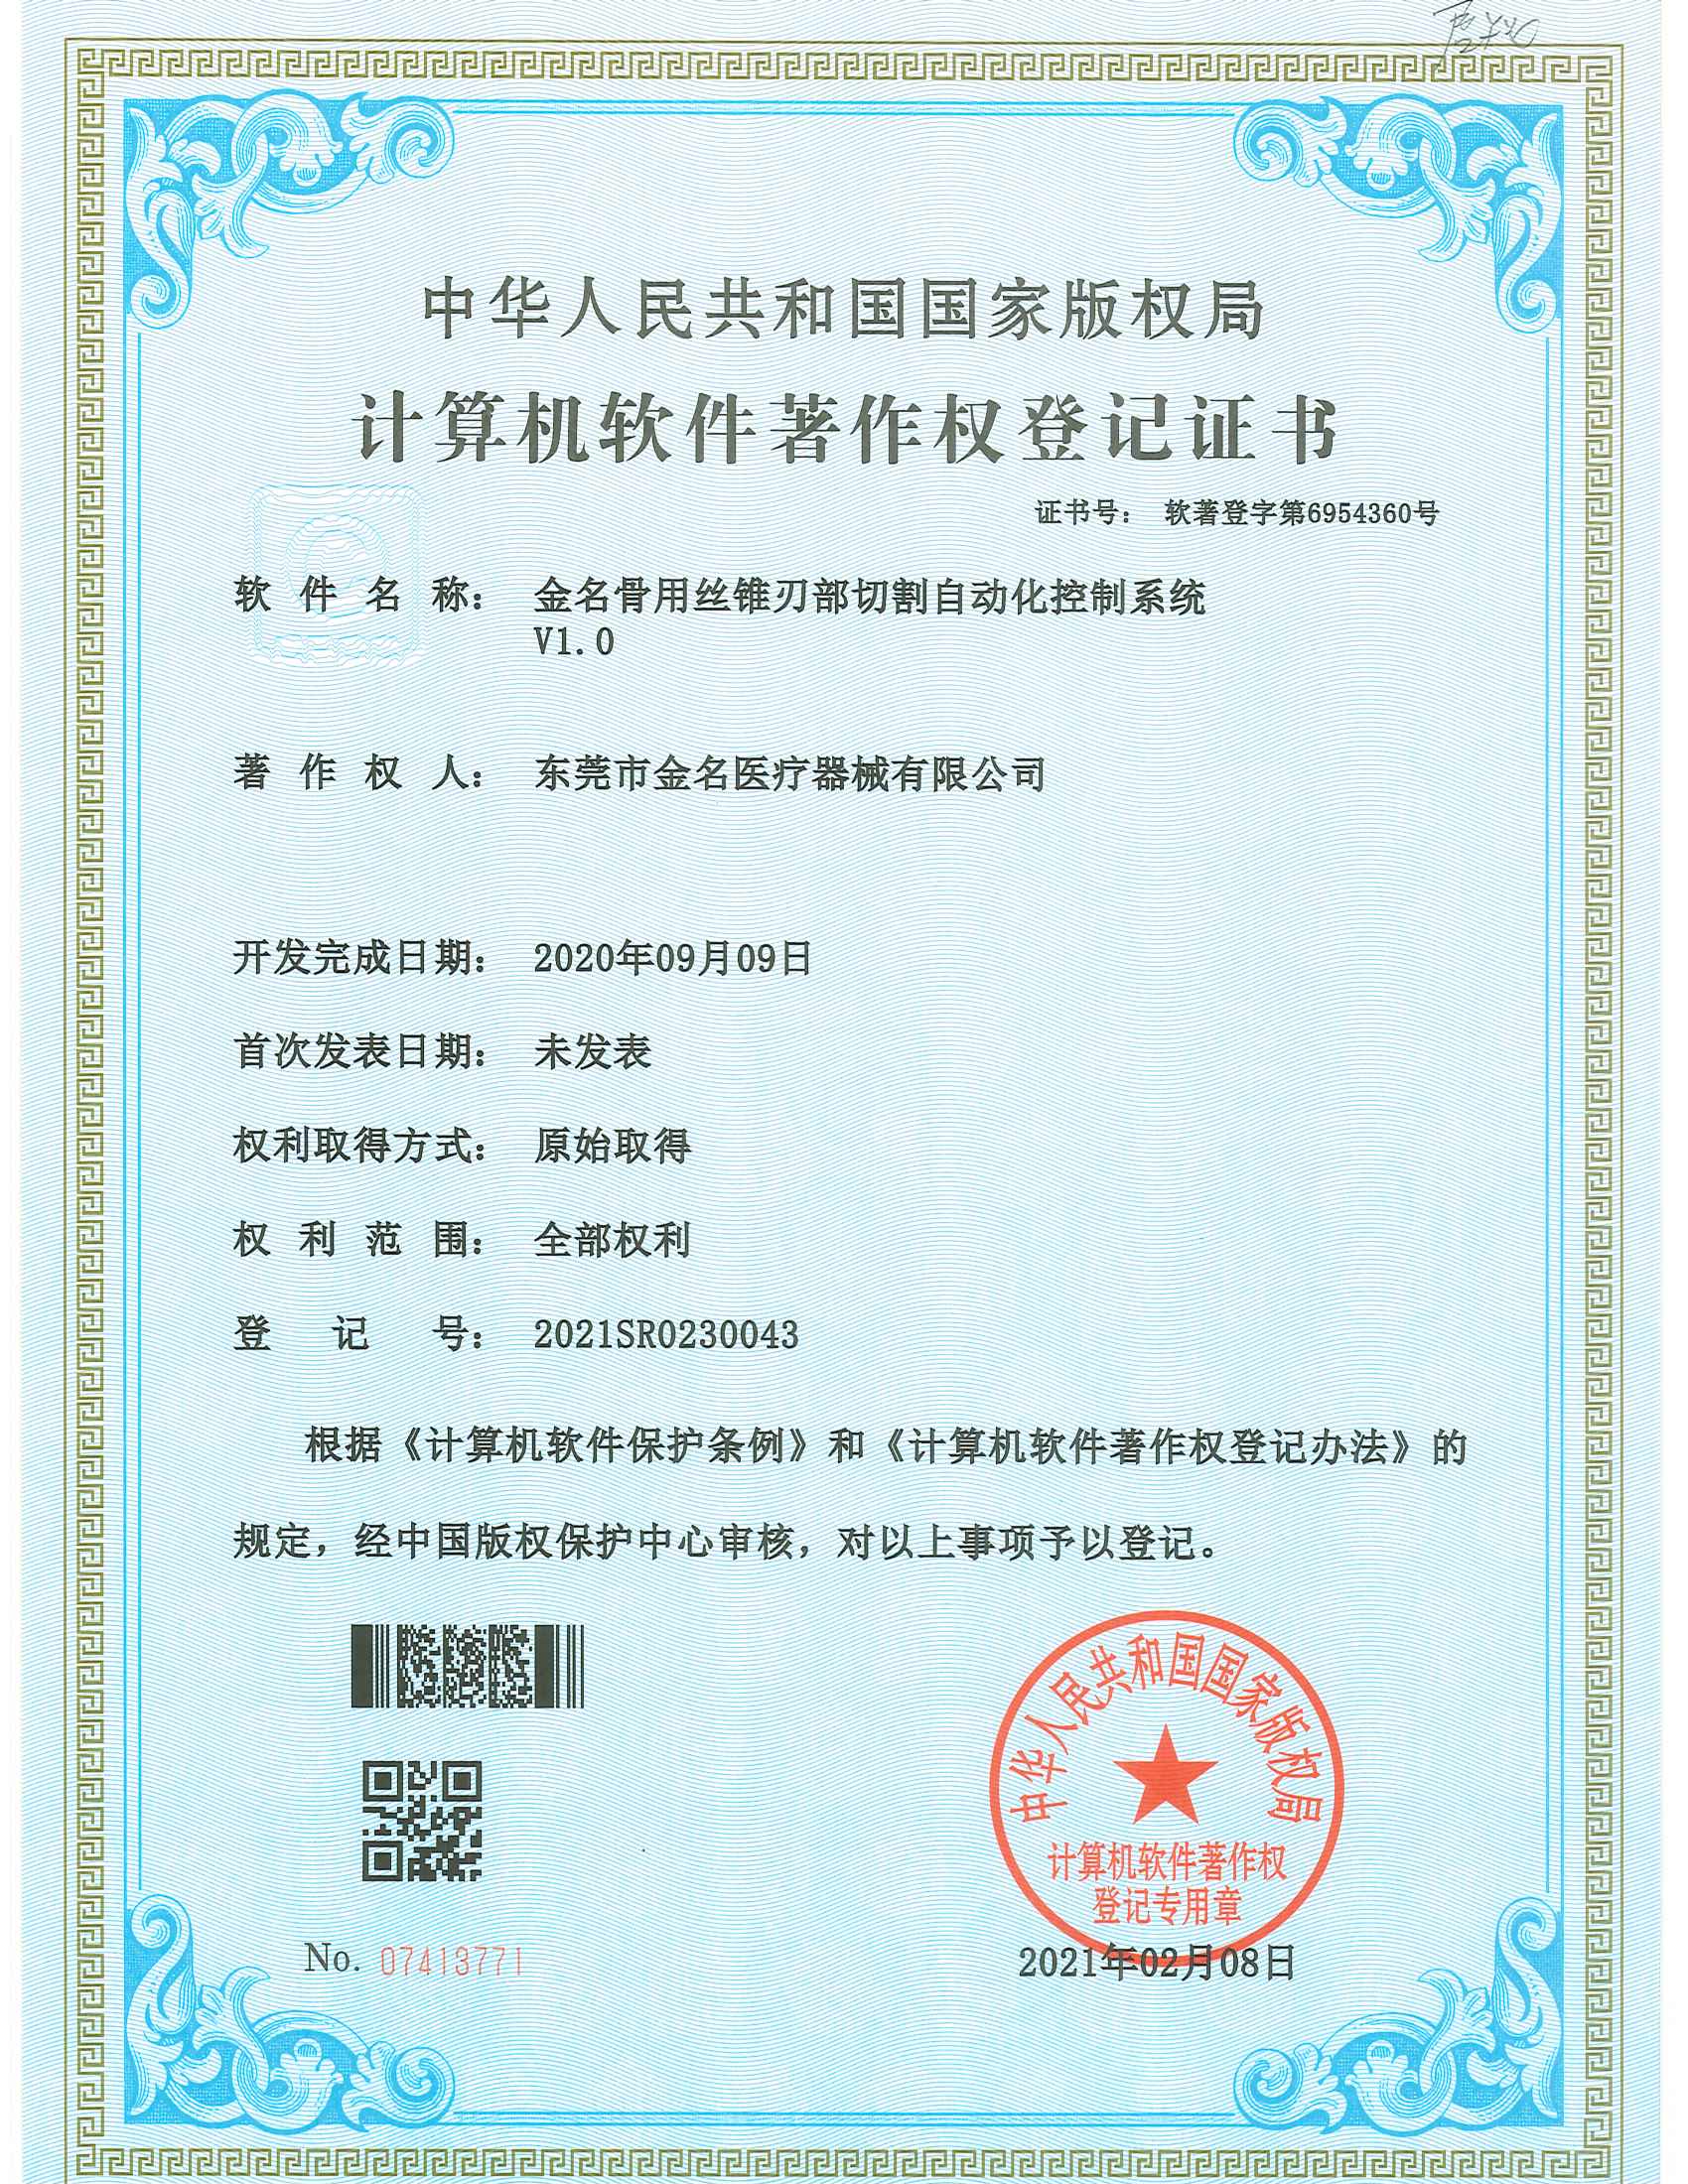 中华人民共和国国家版权局
计算机软件著作权登记证书
证书号： 软著登字第6954360号
软件名称： 金名骨用丝锥刃部切割自动化控制系统
V1.0
著作权人： 东莞市金名医疗器械有限公司
开发完成日期： 2020年09月09日
首次发表日期： 未发表
权利取得方式： 原始取得
权利范围： 全部权利
登记号： 2021SR0230043
根据《计算机软件保护条例》和《计算机软件著作权登记办法》的
规定，经中国版权保护中心审核，对以上事项予以登记。
中华人民共和国国家版权局
计算机软件著作权
登记专用章
No. 07413771
2021年02月08日